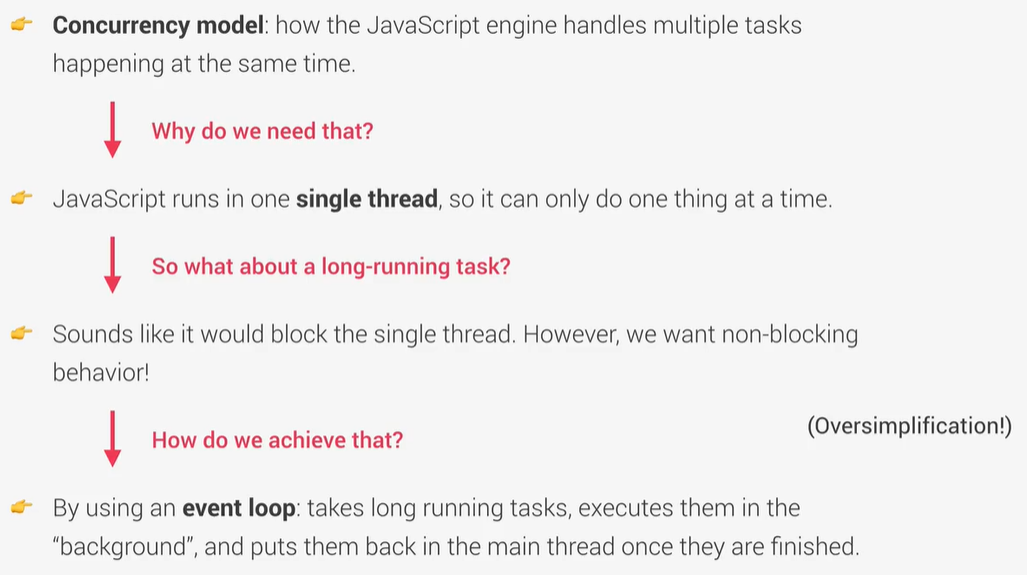 Concurrency model: how the JavaScript engine handles multiple tasks
happening at the same time.
Why do we need that?
JavaScript runs in one single thread, so it can only do one thing at a time.
So what about a long-running task?
Sounds like it would block the single thread. However, we want non-blocking
behavior!
How do we achieve that?
(Oversimplification!)
By using an event loop: takes long running tasks, executes them in the
“background”, and puts them back in the main thread once they are finished.